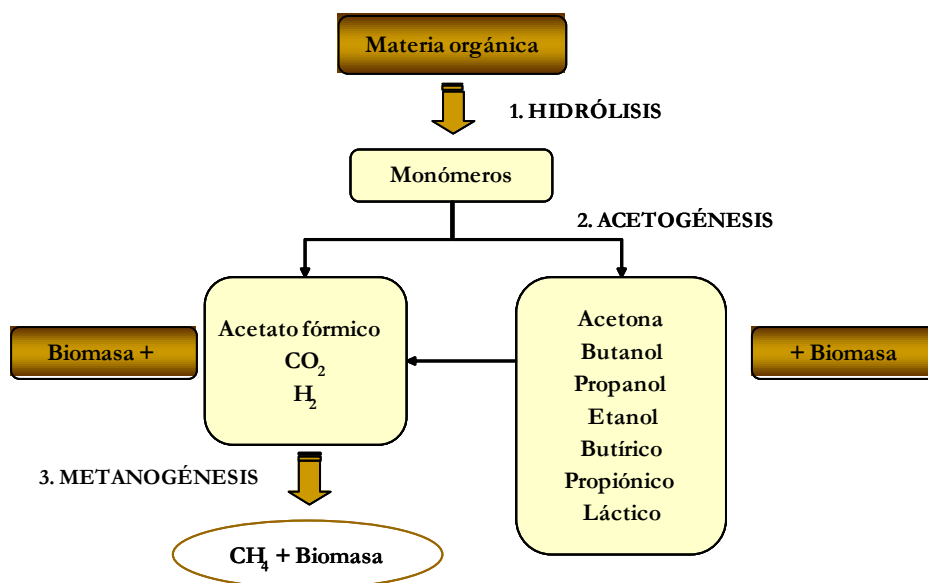 Materia orgánica
1. HIDRÓLISIS
Monómeros
2. ACETOGÉNESIS
Biomasa +
Acetato fórmico
CO₂
H₂
Acetona
Butanol
Propanol
Etanol
Butírico
Propiónico
Láctico
+ Biomasa
3. METANOGÉNESIS
CH₄ + Biomasa